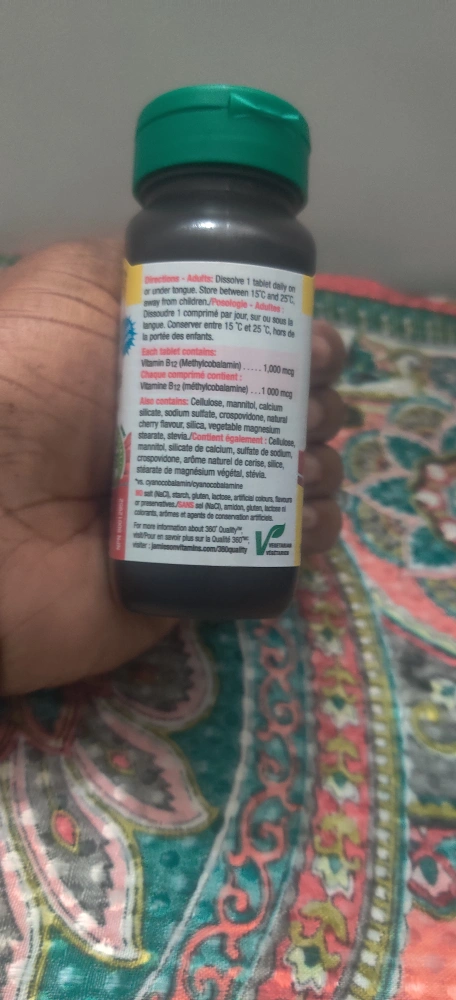 Directions - Adults: Dissolve 1 tablet daily on
or under tongue. Store between 15˚C and 25˚C,
away from children./Posologie - Adultes :
Dissoudre 1 comprimé par jour, sur ou sous la
langue. Conserver entre 15 ˚C et 25 ˚C, hors de
la portée des enfants.
Each tablet contains:
Vitamin B12 (Methylcobalamin) ..... 1,000 mcg
Chaque comprimé contient :
Vitamine B12 (méthylcobalamine) ...1 000 mcg
Also contains: Cellulose, mannitol, calcium
silicate, sodium sulfate, crospovidone, natural
cherry flavour, silica, vegetable magnesium
stearate, stevia./Contient également : Cellulose,
mannitol, silicate de calcium, sulfate de sodium,
crospovidone, arôme naturel de cerise, silice,
stéarate de magnésium végétal, stévia.
*vs. cyanocobalamin/cyanocobalamine
NO salt (NaCl), starch, gluten, lactose, artificial colours, flavours
or preservatives./SANS sel (NaCl), amidon, gluten, lactose ni
colorants, arômes et agents de conservation artificiels.
For more information about 360˚ Quality™,
visit/Pour en savoir plus sur la Qualité 360™,
visiter : jamiesonvitamins.com/360quality
VEGETARIAN
VEGETARIEN